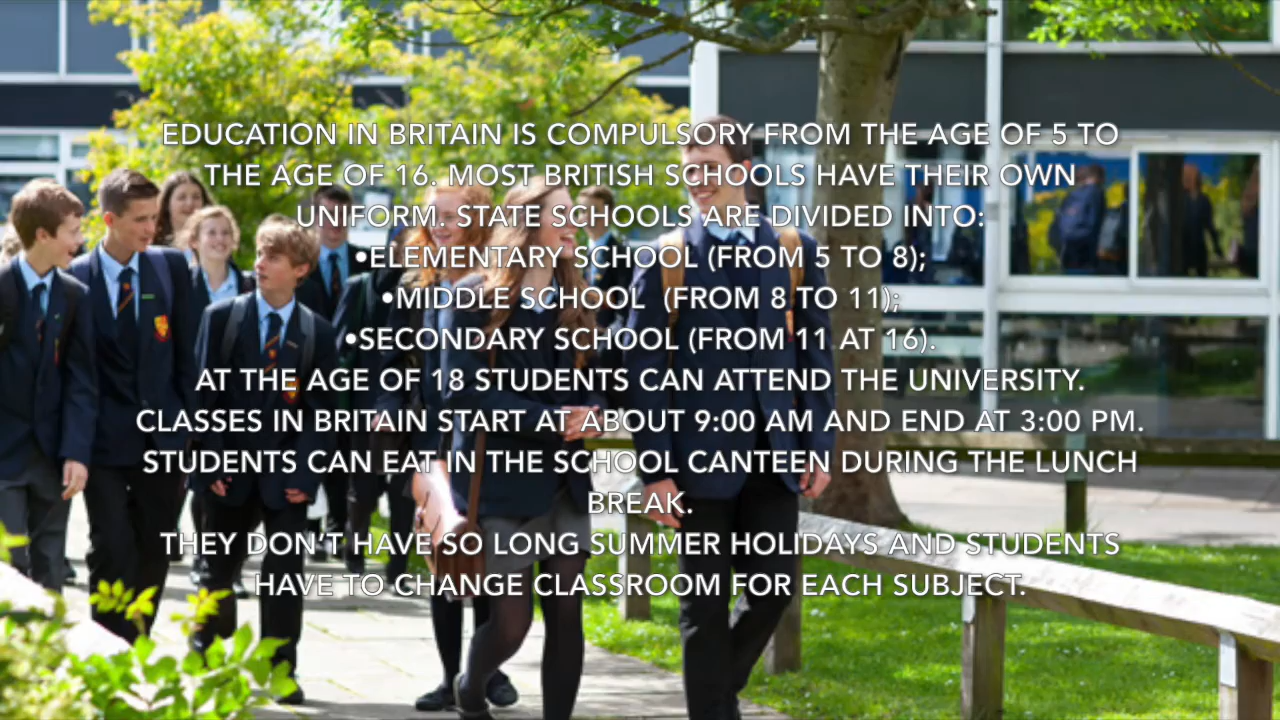 EDUCATION IN BRITAIN IS COMPULSORY FROM THE AGE OF 5 TO
THE AGE OF 16. MOST BRITISH SCHOOLS HAVE THEIR OWN
UNIFORM. STATE SCHOOLS ARE DIVIDED INTO:
•ELEMENTARY SCHOOL (FROM 5 TO 8);
•MIDDLE SCHOOL  (FROM 8 TO 11);
•SECONDARY SCHOOL (FROM 11 AT 16).
AT THE AGE OF 18 STUDENTS CAN ATTEND THE UNIVERSITY.
CLASSES IN BRITAIN START AT ABOUT 9:00 AM AND END AT 3:00 PM.
STUDENTS CAN EAT IN THE SCHOOL CANTEEN DURING THE LUNCH
BREAK.
THEY DON'T HAVE SO LONG SUMMER HOLIDAYS AND STUDENTS
HAVE TO CHANGE CLASSROOM FOR EACH SUBJECT.